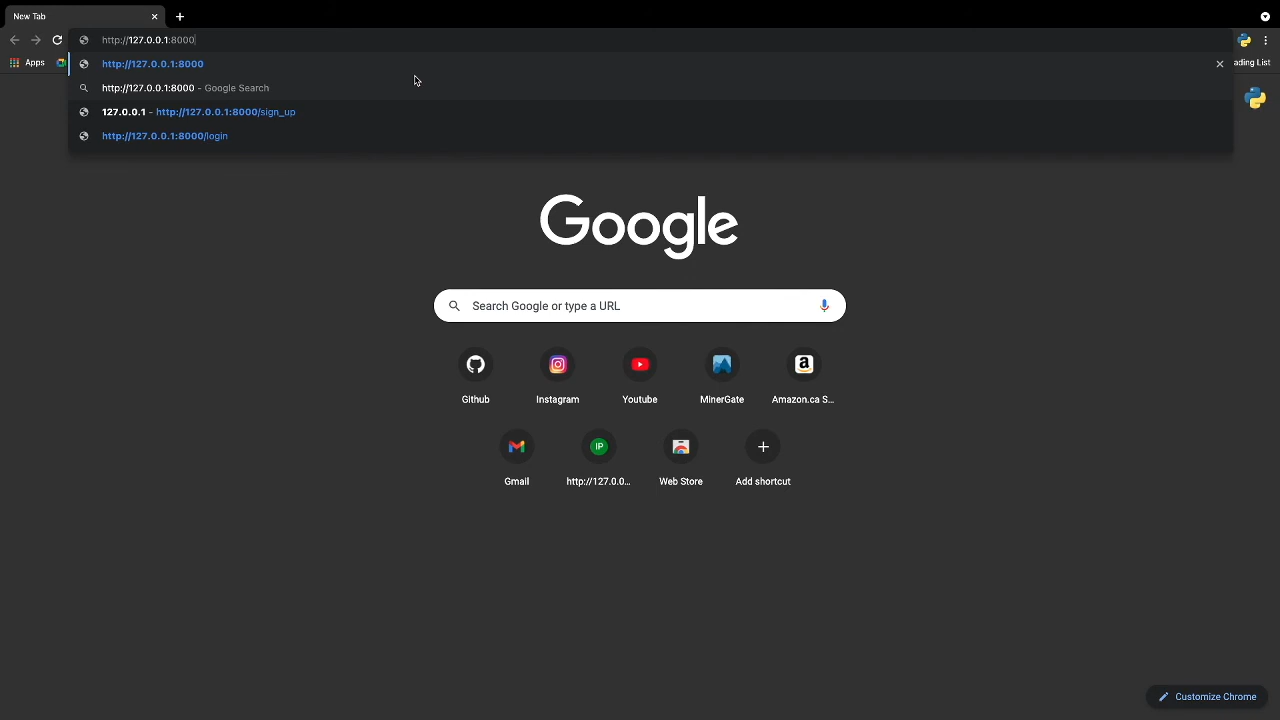 New Tab
http://127.0.0.1:8000
Apps
ading List
http://127.0.0.1:8000
http://127.0.0.1:8000 - Google Search
127.0.0.1 - http://127.0.0.1:8000/sign_up
http://127.0.0.1:8000/login
Google
Search Google or type a URL
Github
Instagram
Youtube
MinerGate
Amazon.ca S...
IP
Gmail
http://127.0.0...
Web Store
Add shortcut
Customize Chrome